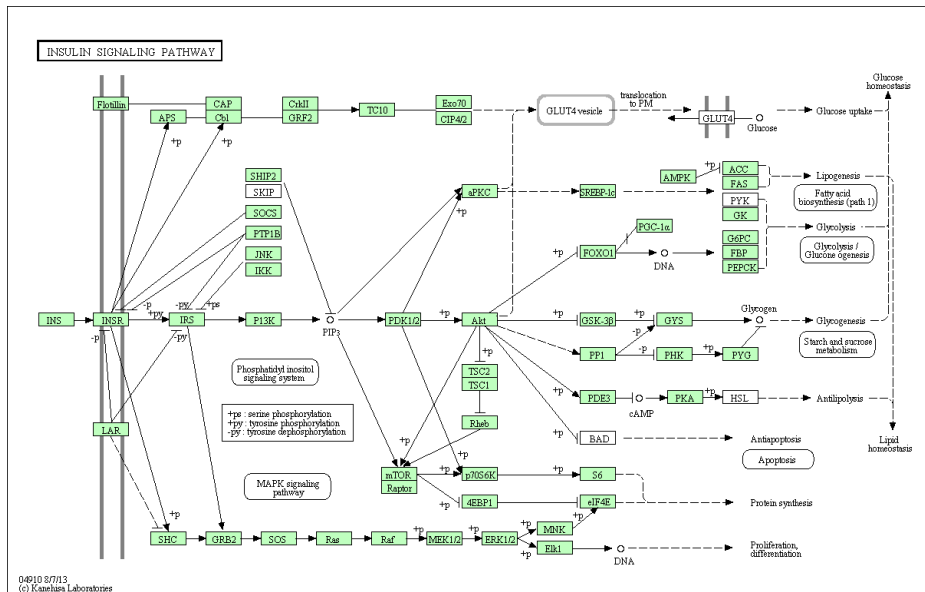 INSULIN SIGNALING PATHWAY
Glucose
homeostasis
Flotillin
CAP
CrkII
APS
Cbl
GRF2
TC10
Exo70
CIP4/2
GLUT4 vesicle
translocation
to PM
GLUT4
Glucose
Glucose uptake
+p
+p
SHIP2
SKIP
SOCS
PTP1B
JNK
IKK
aPKC
+p
SREBP-1c
AMPK
+p
ACC
FAS
PYK
GK
Lipogenesis
Fatty acid
biosynthesis (path 1)
Glycolysis
Glycolysis /
Glucone ogenesis
PGC-1α
+p
FOXO1
DNA
G6PC
FBP
PEPCK
INS
INSR
-p
+py
-py
+ps
IRS
-p
-py
PI3K
PIP3
PDK1/2
+p
Akt
+p
GSK-3β
+p
GYS
Glycogen
Glycogenesis
Starch and sucrose
metabolism
PP1
-p
-p
PHK
+p
PYG
Phosphatidyl inositol
signaling system
+p
TSC2
TSC1
+p
PDE3
cAMP
PKA
+p
HSL
Antilipolysis
+ps : serine phosphorylation
+py : tyrosine phosphorylation
-py : tyrosine dephosphorylation
LAR
Rheb
+p
+p
BAD
Antiapoptosis
Apoptosis
Lipid
homeostasis
MAPK signaling
pathway
mTOR
Raptor
+p
p70S6K
+p
S6
+p
4EBP1
eIF4E
Protein synthesis
+p
SHC
GRB2
SOS
Ras
Raf
+p
MEK1/2
+p
ERK1/2
+p
MNK
+p
+p
Elk1
DNA
Proliferation,
differentiation
04910 8/7/13
(c) Kanehisa Laboratories